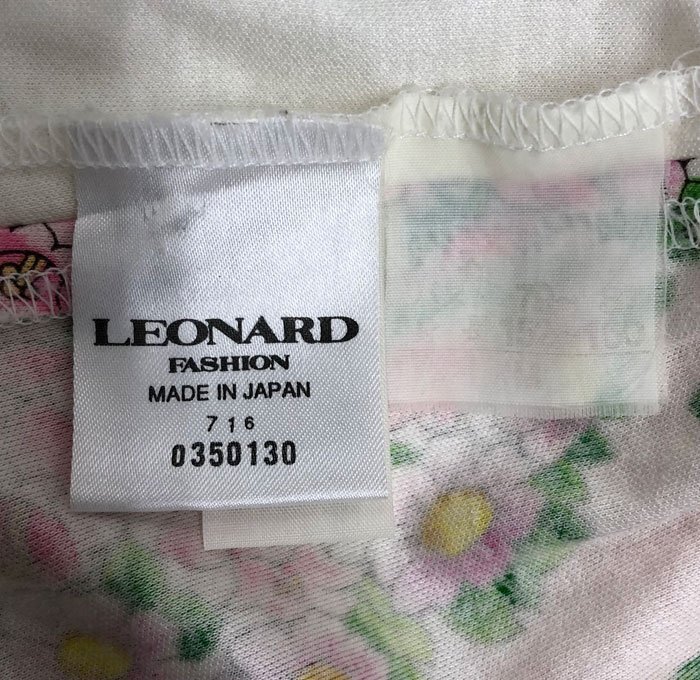 LEONARD
FASHION
MADE IN JAPAN
716
0350130